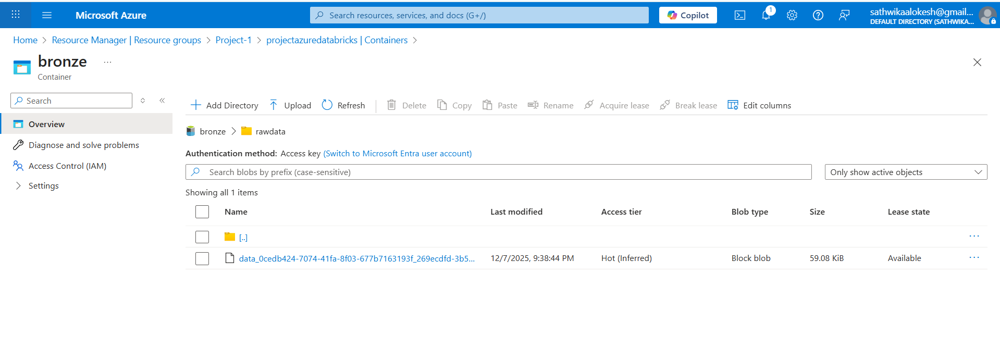 Microsoft Azure
Search resources, services, and docs (G+/)
Copilot
1
sathwikaalokesh@gmail...
DEFAULT DIRECTORY (SATHWIKA...
Home > Resource Manager | Resource groups > Project-1 > projectazuredatabricks | Containers >
bronze ...
Container
Search
Overview
Diagnose and solve problems
Access Control (IAM)
Settings
Add Directory Upload Refresh Delete Copy Paste Rename Acquire lease Break lease Edit columns
bronze > rawdata
Authentication method: Access key (Switch to Microsoft Entra user account)
Search blobs by prefix (case-sensitive)
Only show active objects
Showing all 1 items
Name Last modified Access tier Blob type Size Lease state
[..] ...
data_0cedb424-7074-41fa-8f03-677b7163193f_269ecdfd-3b5... 12/7/2025, 9:38:44 PM Hot (Inferred) Block blob 59.08 KiB Available ...